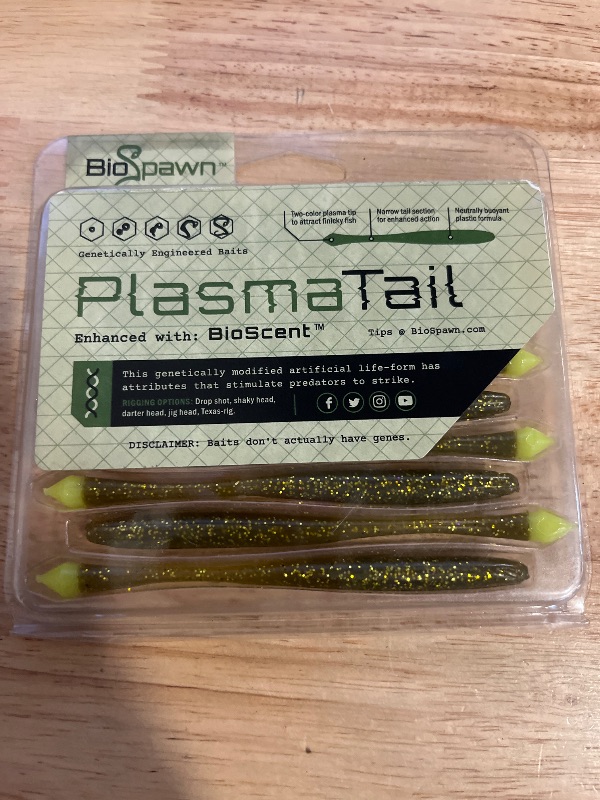 BioSpawn™
Two-color plasma tip
to attract finicky fish
Narrow tail section
for enhanced action
Neutrally buoyant
plastic formula
Genetically Engineered Baits
PlasmaTail
Enhanced with: BioScent™
Tips @ BioSpawn.com
This genetically modified artificial life-form has
attributes that stimulate predators to strike.
RIGGING OPTIONS: Drop shot, shaky head,
darter head, jig head, Texas-rig.
DISCLAIMER: Baits don't actually have genes.